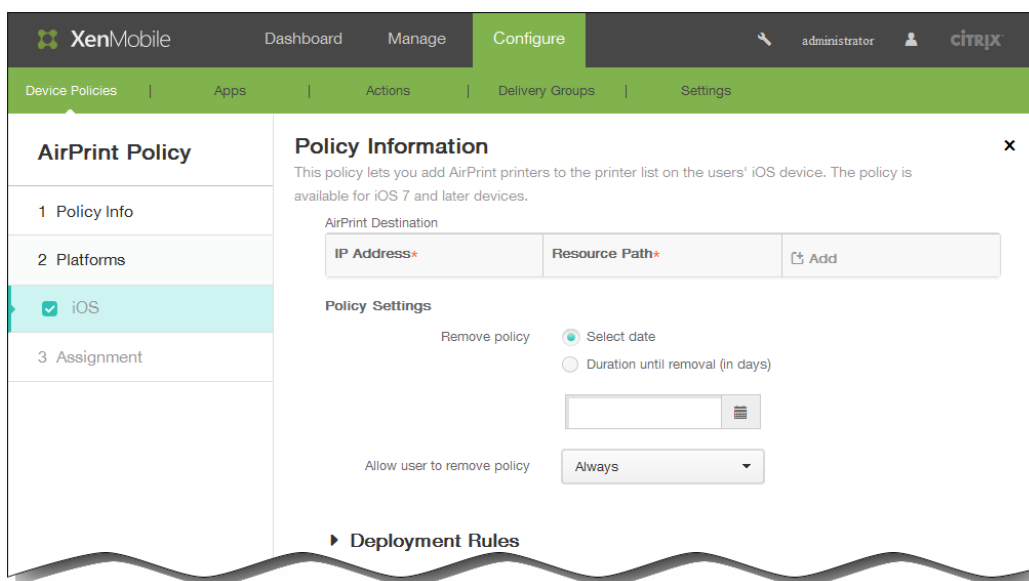 XenMobile Dashboard Manage Configure administrator CİTRIX
Device Policies | Apps | Actions | Delivery Groups | Settings
AirPrint Policy
1 Policy Info
2 Platforms
iOS
3 Assignment
Policy Information
This policy lets you add AirPrint printers to the printer list on the users' iOS device. The policy is
available for iOS 7 and later devices.
AirPrint Destination
IP Address* Resource Path* Add
Policy Settings
Remove policy Select date
Duration until removal (in days)
Allow user to remove policy Always
Deployment Rules